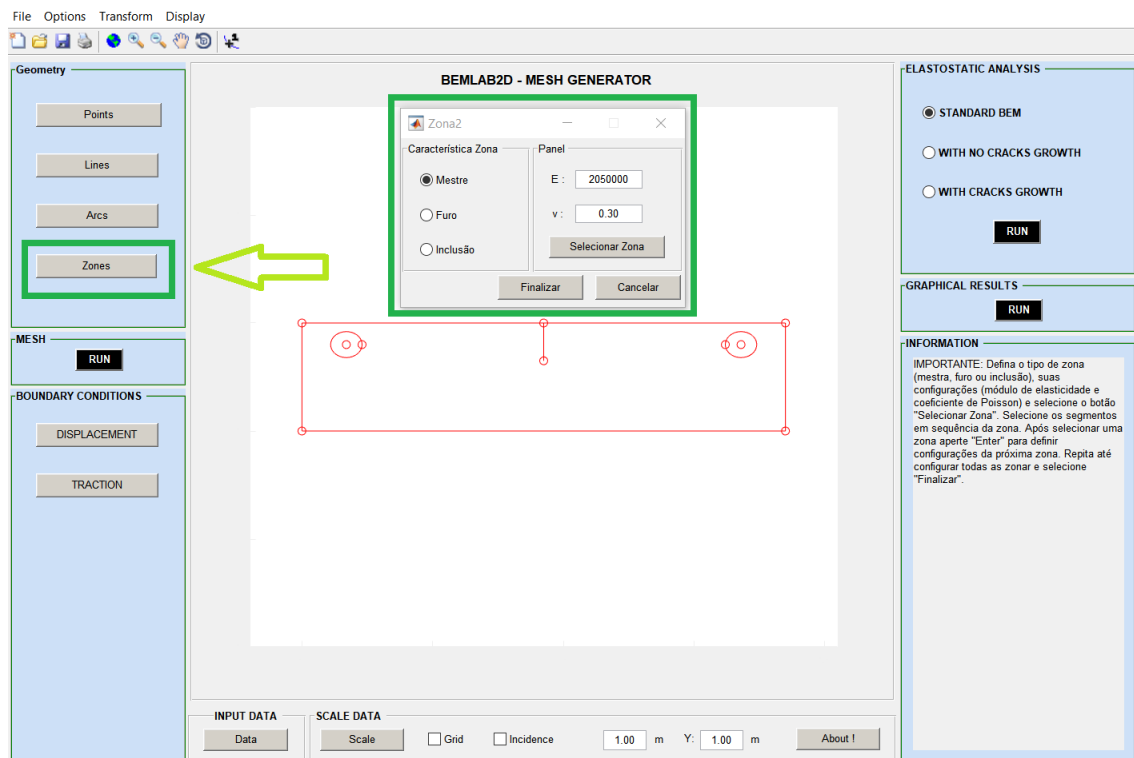 File Options Transform Display
Geometry
Points
Lines
Arcs
Zones
MESH
RUN
BOUNDARY CONDITIONS
DISPLACEMENT
TRACTION
BEMLAB2D - MESH GENERATOR
Zona2
Característica Zona
Mestre
Furo
Inclusão
Panel
E : 2050000
v : 0.30
Selecionar Zona
Finalizar Cancelar
INPUT DATA
Data
SCALE DATA
Scale Grid Incidence 1.00 m Y: 1.00 m About !
ELASTOSTATIC ANALYSIS
STANDARD BEM
WITH NO CRACKS GROWTH
WITH CRACKS GROWTH
RUN
GRAPHICAL RESULTS
RUN
INFORMATION
IMPORTANTE: Defina o tipo de zona
(mestra, furo ou inclusão), suas
configurações (módulo de elasticidade e
coeficiente de Poisson) e selecione o botão
"Selecionar Zona". Selecione os segmentos
em sequência da zona. Após selecionar uma
zona aperte "Enter" para definir
configurações da próxima zona. Repita até
configurar todas as zonar e selecione
"Finalizar".